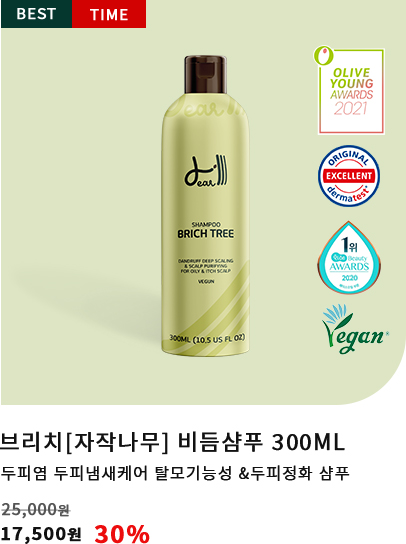 BEST TIME
OLIVE
YOUNG
AWARDS
2021
ear
SHAMPOO
BRICH TREE
DANDRUFF DEEP SCALING
& SCALP PURIFYING
FOR OILY & ITCH SCALP
VEGUN
300ML (10.5 US FL OZ)
ORIGINAL
EXCELLENT
dermatest
1위
Beauty
AWARDS
2020
Vegan
브리치[자작나무] 비듬샴푸 300ML
두피염 두피냄새케어 탈모기능성 &두피정화 샴푸
25,000원
17,500원 30%